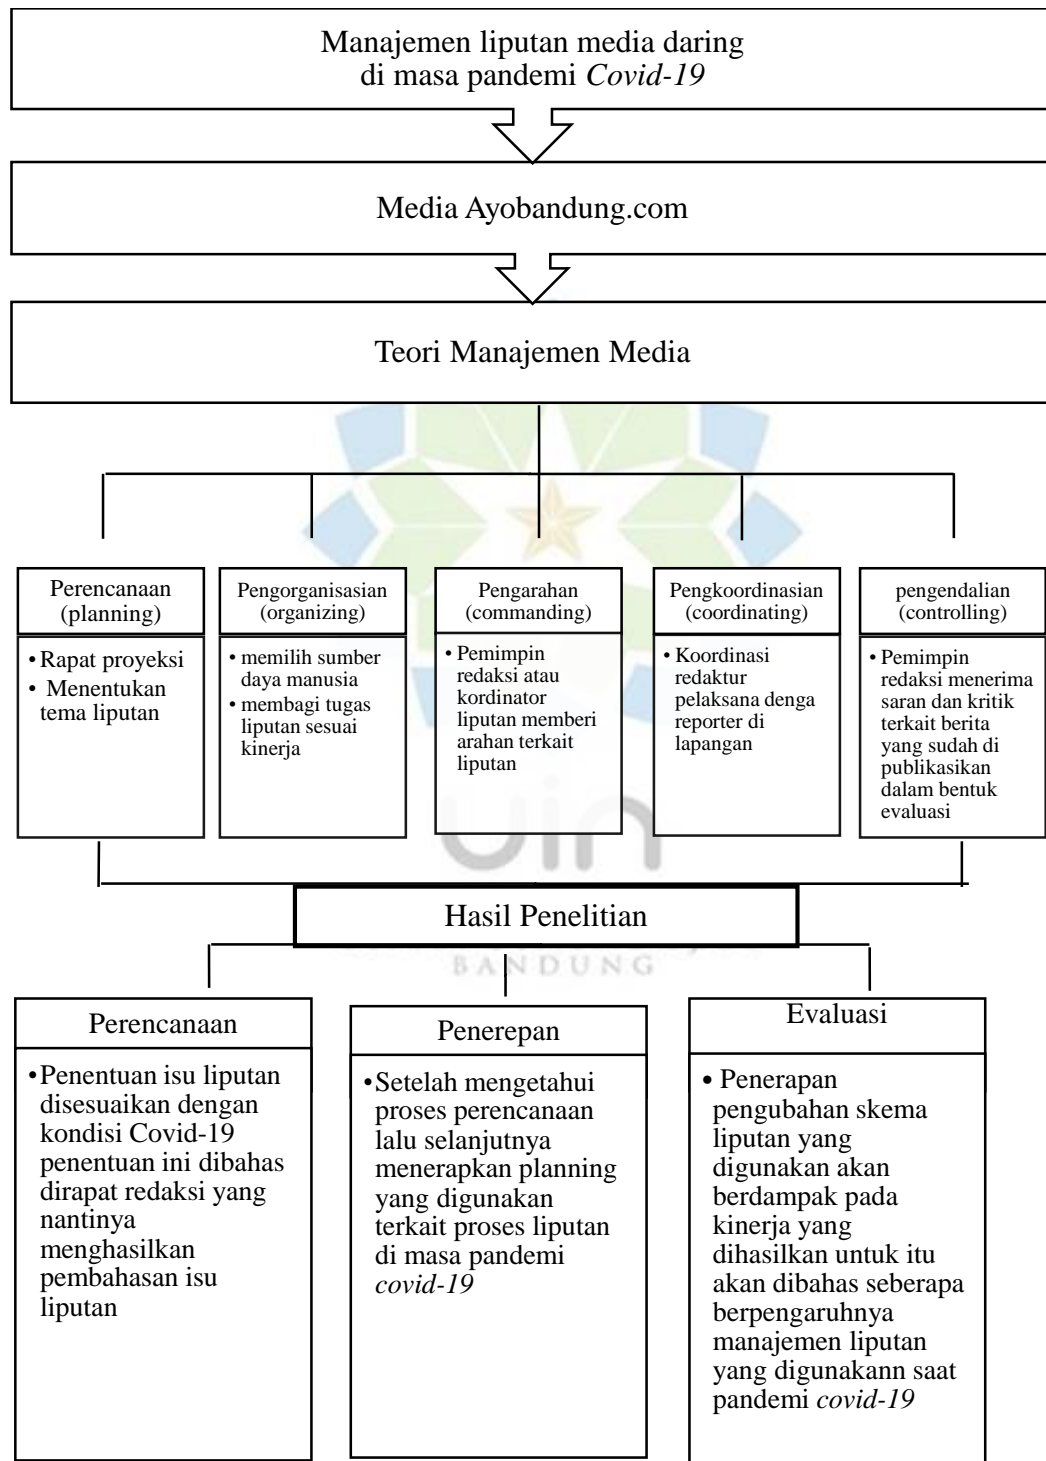 Manajemen liputan media daring
di masa pandemi Covid-19
Media Ayobandung.com
Teori Manajemen Media
Perencanaan
(planning)
• Rapat proyeksi
• Menentukan
tema liputan
Pengorganisasian
(organizing)
• memilih sumber
daya manusia
• membagi tugas
liputan sesuai
kinerja
Pengarahan
(commanding)
• Pemimpin
redaksi atau
kordinator
liputan memberi
arahan terkait
liputan
Pengkoordinasian
(coordinating)
• Koordinasi
redaktur
pelaksana denga
reporter di
lapangan
pengendalian
(controlling)
• Pemimpin
redaksi menerima
saran dan kritik
terkait berita
yang sudah di
publikasikan
dalam bentuk
evaluasi
uin
Hasil Penelitian
BANDUNG
Perencanaan
• Penentuan isu liputan
disesuaikan dengan
kondisi Covid-19
penentuan ini dibahas
dirapat redaksi yang
nantinya
menghasilkan
pembahasan isu
liputan
Penerepan
• Setelah mengetahui
proses perencanaan
lalu selanjutnya
menerapkan planning
yang digunakan
terkait proses liputan
di masa pandemi
covid-19
Evaluasi
• Penerapan
pengubahan skema
liputan yang
digunakan akan
berdampak pada
kinerja yang
dihasilkan untuk itu
akan dibahas seberapa
berpengaruhnya
manajemen liputan
yang digunakann saat
pandemi covid-19